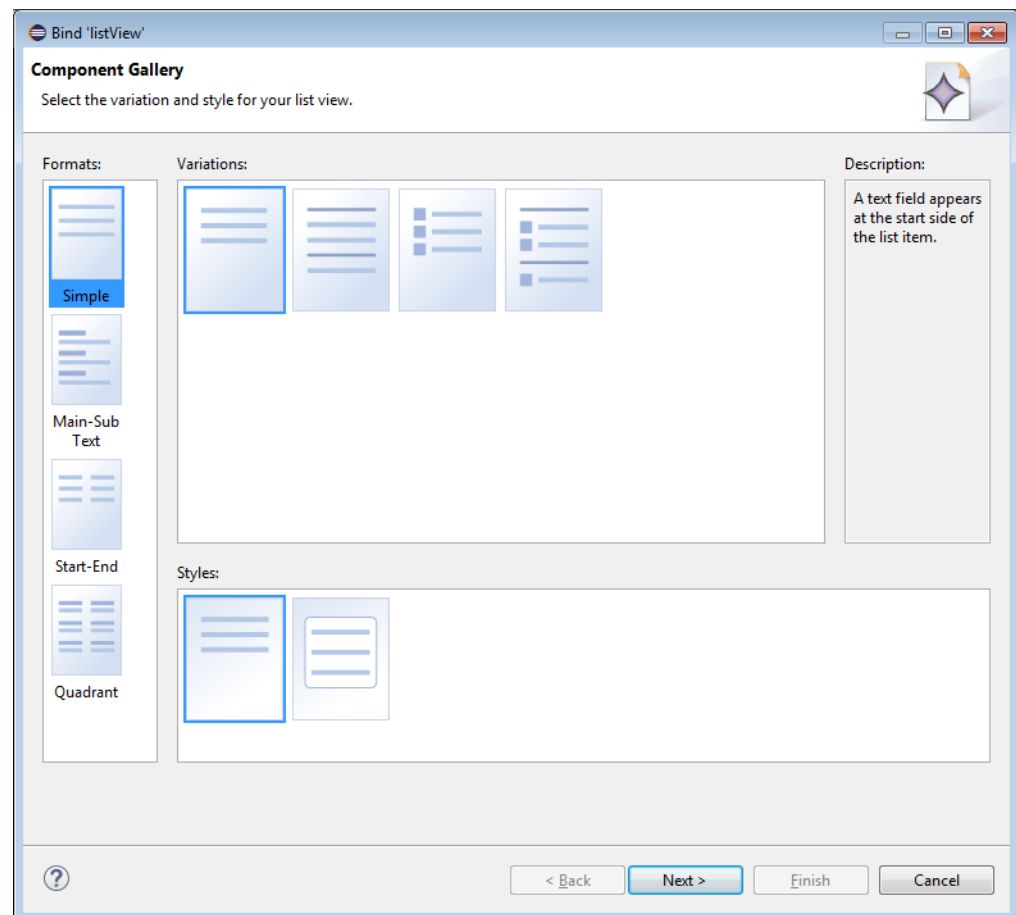 Bind 'listView'
Component Gallery
Select the variation and style for your list view.
Formats:
Variations:
Description:
Simple
Main-Sub
Text
Start-End
Quadrant
A text field appears
at the start side of
the list item.
Styles:
?
< Back
Next >
Finish
Cancel